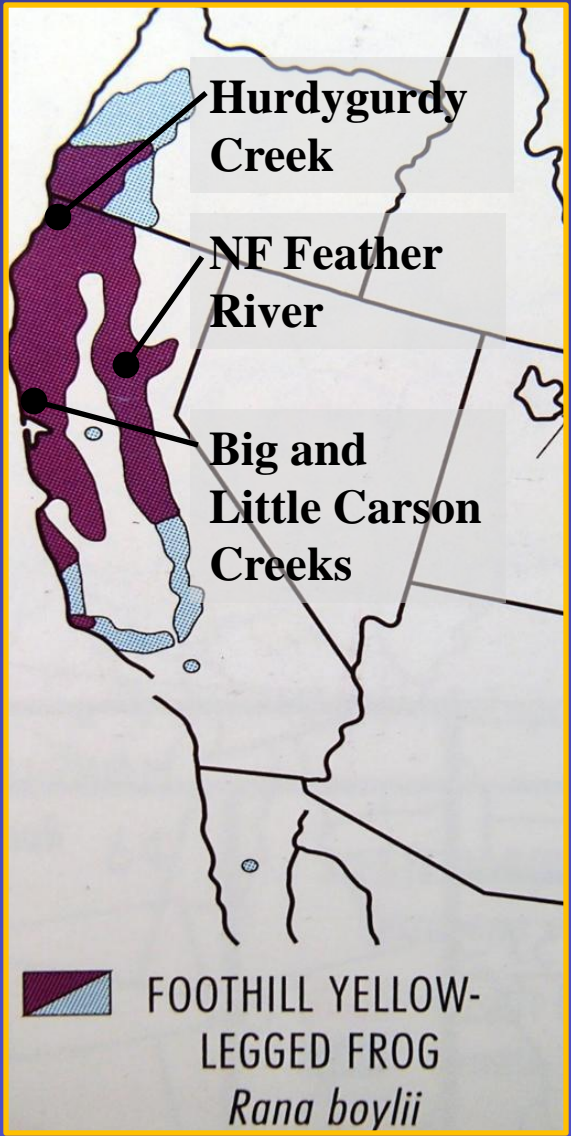 Hurdygurdy
Creek
NF Feather
River
Big and
Little Carson
Creeks
FOOTHILL YELLOW-
LEGGED FROG
Rana boylii